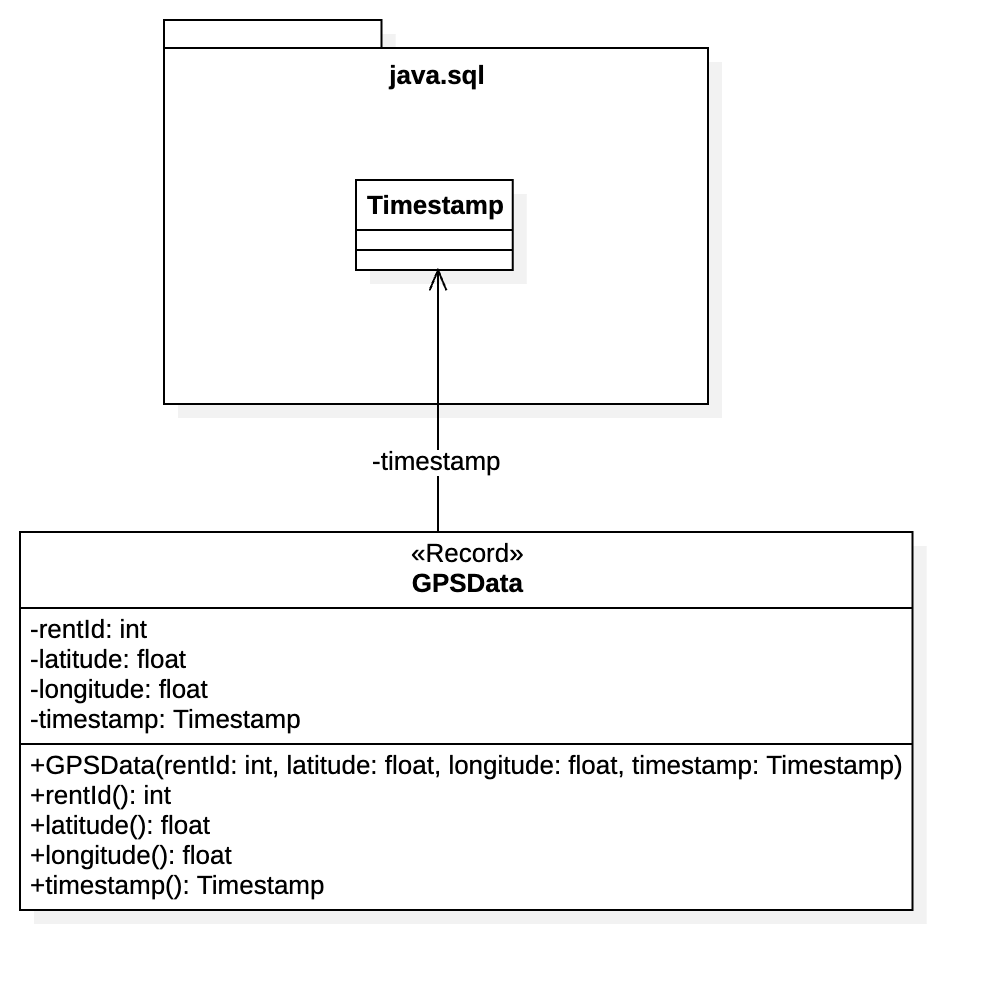 java.sql
Timestamp
-timestamp
«Record»
GPSData
-rentId: int
-latitude: float
-longitude: float
-timestamp: Timestamp
+GPSData(rentId: int, latitude: float, longitude: float, timestamp: Timestamp)
+rentId(): int
+latitude(): float
+longitude(): float
+timestamp(): Timestamp